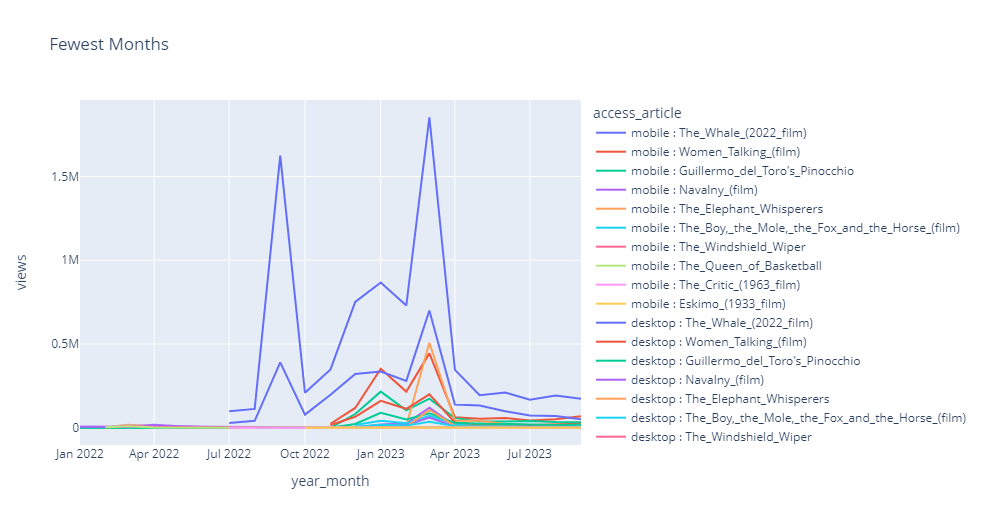 Fewest Months
access_article
mobile : The_Whale_(2022_film)
mobile : Women_Talking_(film)
mobile : Guillermo_del_Toro's_Pinocchio
mobile : Navalny_(film)
mobile : The_Elephant_Whisperers
mobile : The_Boy,_the_Mole,_the_Fox_and_the_Horse_(film)
mobile : The_Windshield_Wiper
mobile : The_Queen_of_Basketball
mobile : The_Critic_(1963_film)
mobile : Eskimo_(1933_film)
desktop : The_Whale_(2022_film)
desktop : Women_Talking_(film)
desktop : Guillermo_del_Toro's_Pinocchio
desktop : Navalny_(film)
desktop : The_Elephant_Whisperers
desktop : The_Boy,_the_Mole,_the_Fox_and_the_Horse_(film)
desktop : The_Windshield_Wiper
1.5M
1M
0.5M
0
views
Jan 2022 Apr 2022 Jul 2022 Oct 2022 Jan 2023 Apr 2023 Jul 2023
year_month